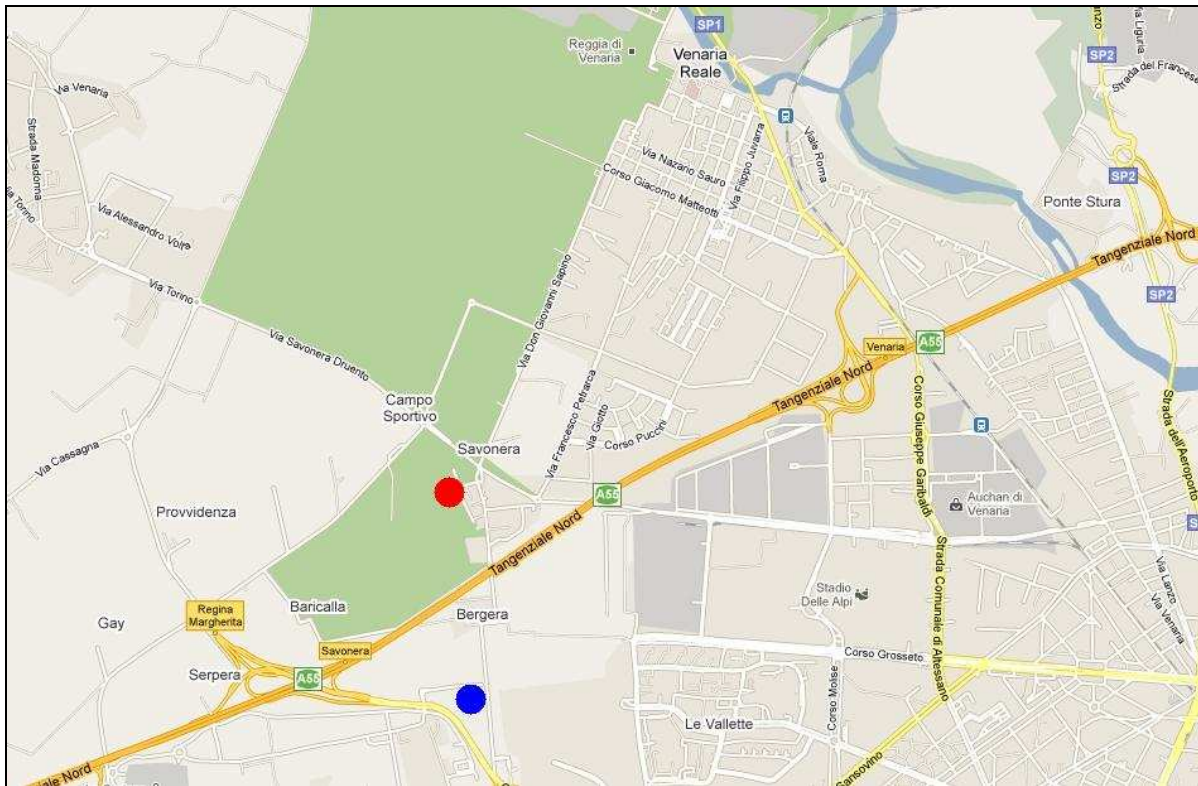 SP1
Reggia di
Venaria
Venaria
Reale
SP2
Via Liguria
Strada del Francese
Via Venaria
Strada Madonna
Via Torino
Via Alessandro Volta
Via Nazario Sauro
Corso Giacomo Matteotti
Via Filippo Juvarra
Viale Roma
SP2
Ponte Stura
Tangenziale Nord
Via Torino
SP2
Via Savonera Druento
Via Don Giovanni Sapino
Venaria
A55
Tangenziale Nord
Campo
Sportivo
Via Francesco Petrarca
Via Giotto
Corso Puccini
Corso Giuseppe Garibaldi
Strada dell'Aeroporto
Via Cassagna
Savonera
A55
Auchan di
Venaria
Provvidenza
Tangenziale Nord
Strada Comunale di Altessano
Via Lanzo
Via Venaria
Stadio
Delle Alpi
Regina
Margherita
Baricalla
Bergera
Gay
Savonera
Corso Grosseto
Serpera
A55
Corso Molise
Le Vallette
Sansovino
Nord